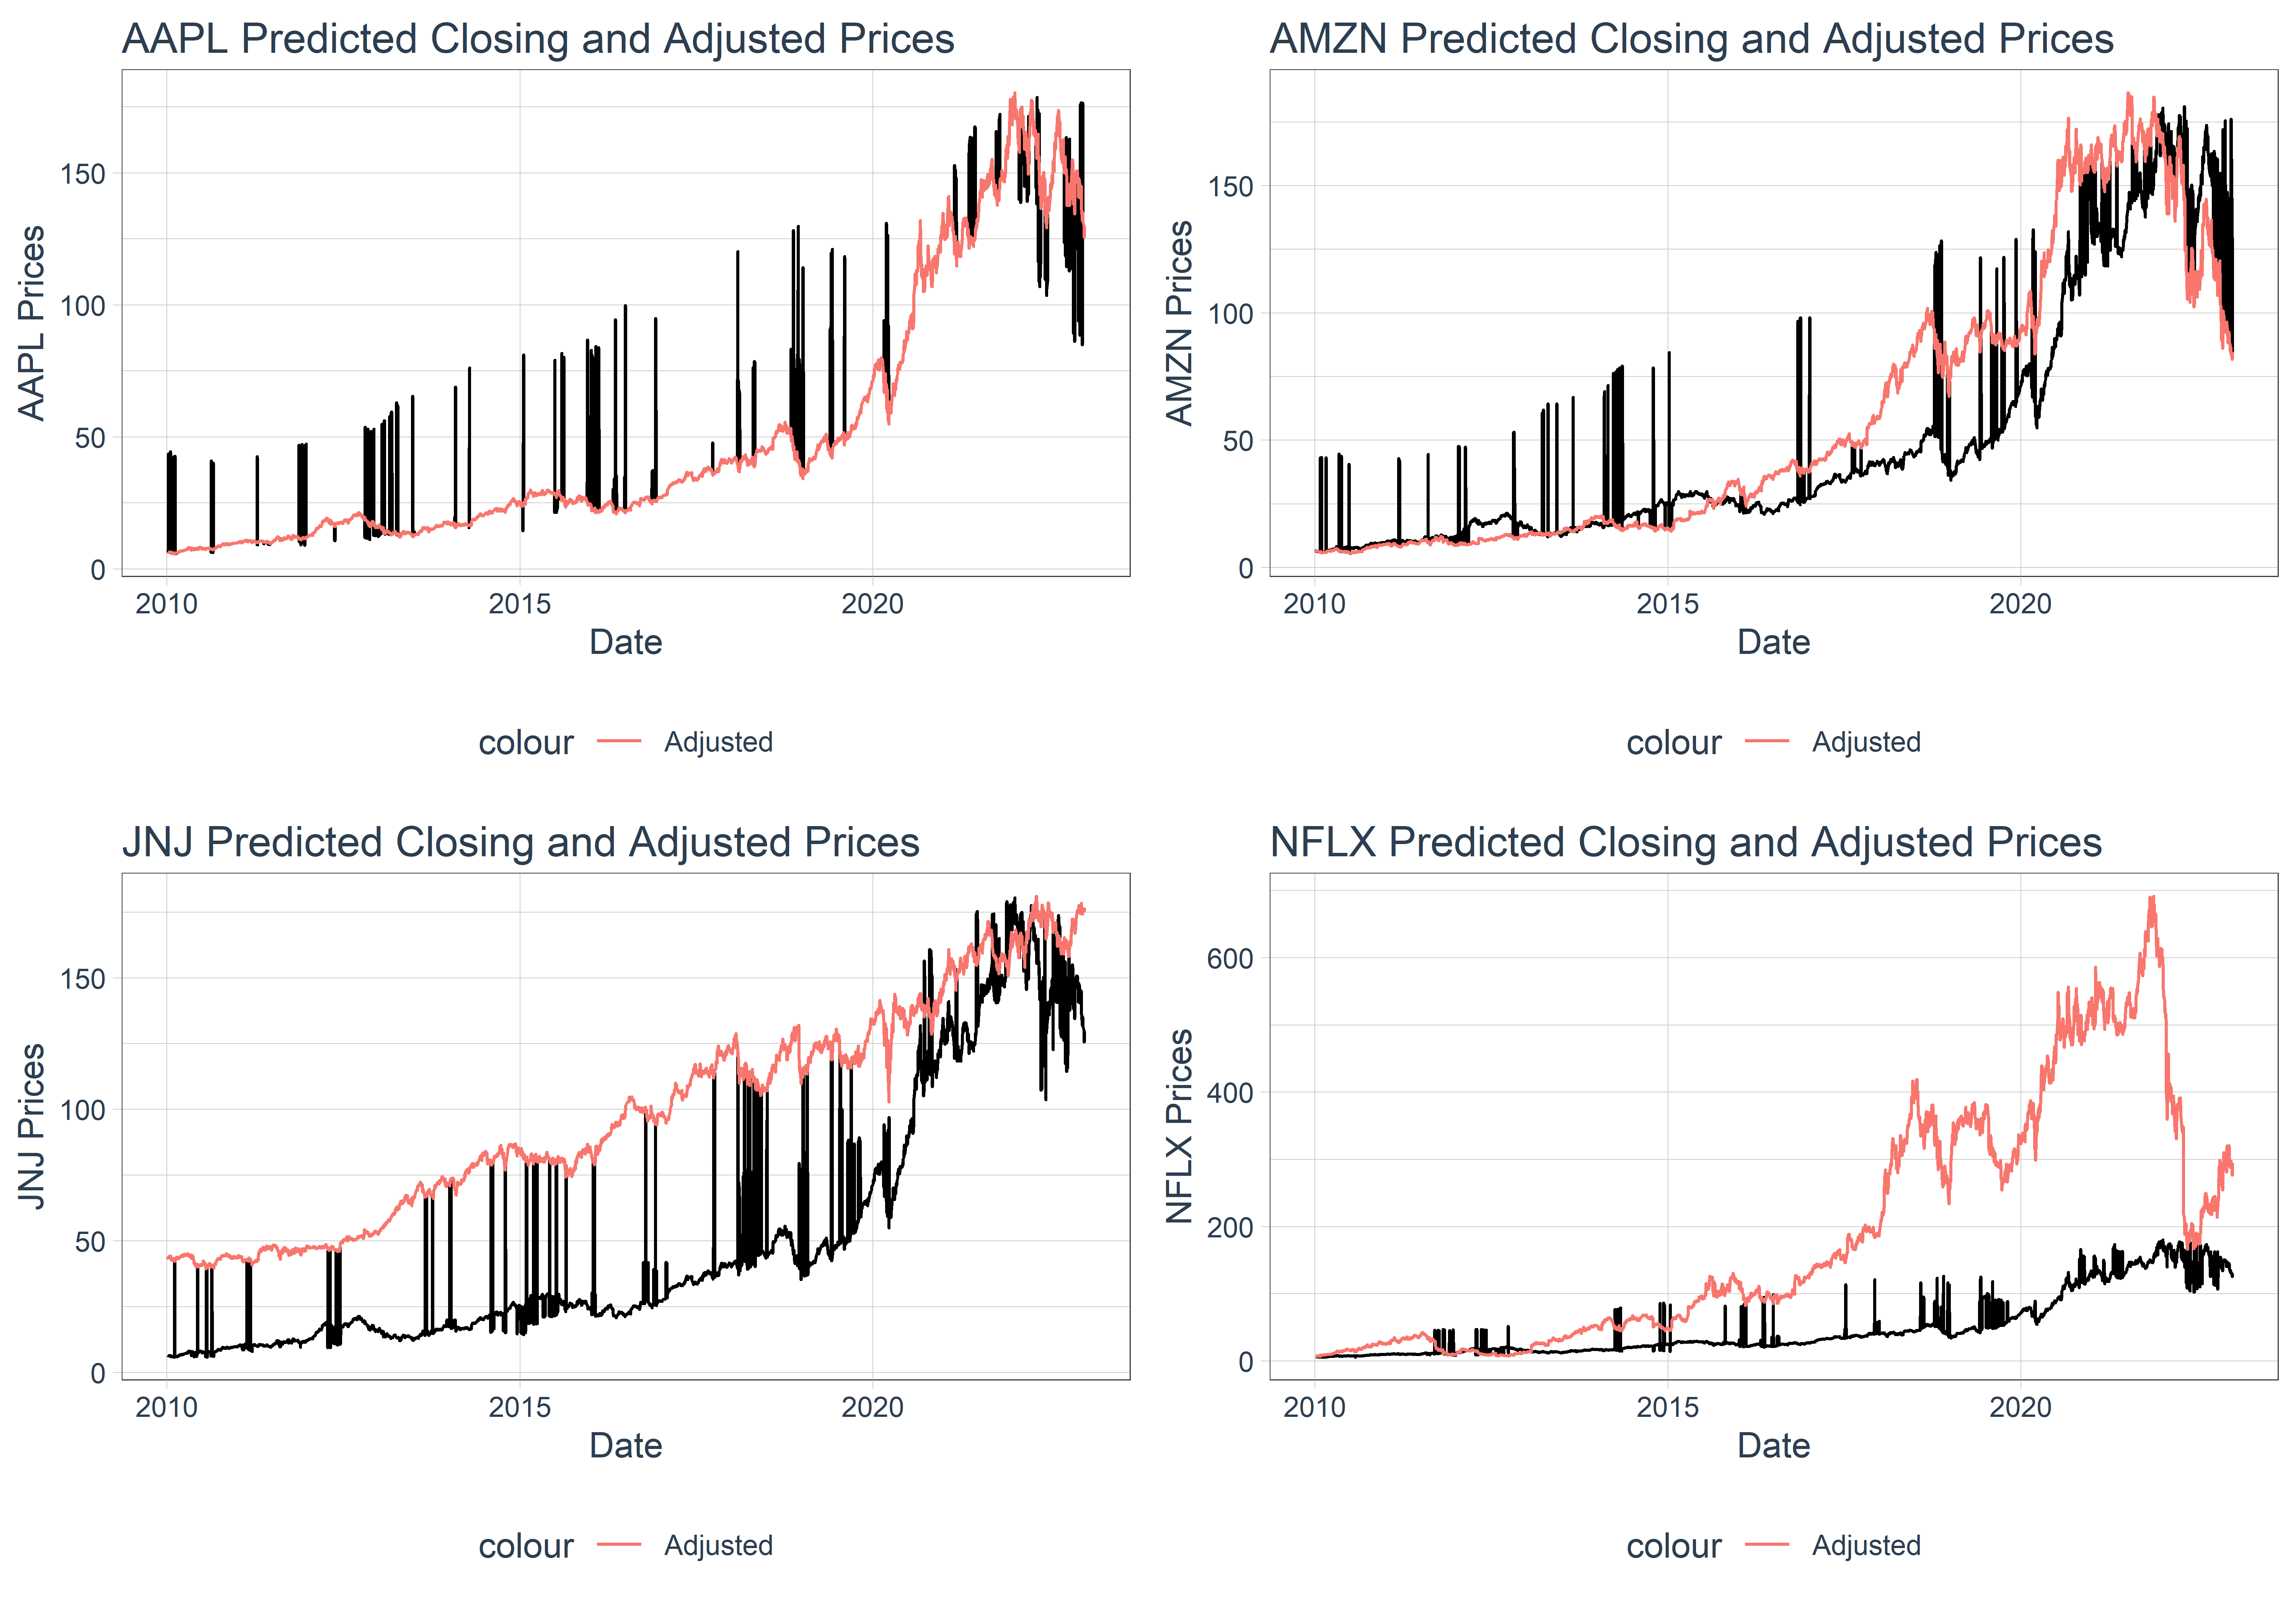 AAPL Predicted Closing and Adjusted Prices
AAPL Prices
150
100
50
0
2010 2015 2020
Date
colour Adjusted
AMZN Predicted Closing and Adjusted Prices
AMZN Prices
150
100
50
0
2010 2015 2020
Date
colour Adjusted
JNJ Predicted Closing and Adjusted Prices
JNJ Prices
150
100
50
0
2010 2015 2020
Date
colour Adjusted
NFLX Predicted Closing and Adjusted Prices
NFLX Prices
600
400
200
0
2010 2015 2020
Date
colour Adjusted